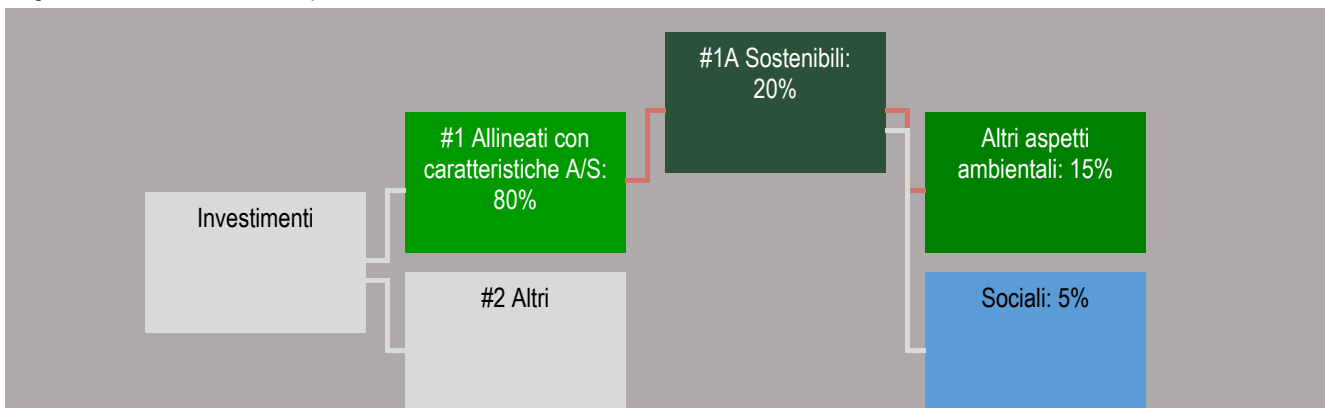 #1A Sostenibili:
20%
#1 Allineati con
caratteristiche A/S:
80%
Altri aspetti
ambientali: 15%
Investimenti
#2 Altri
Sociali: 5%